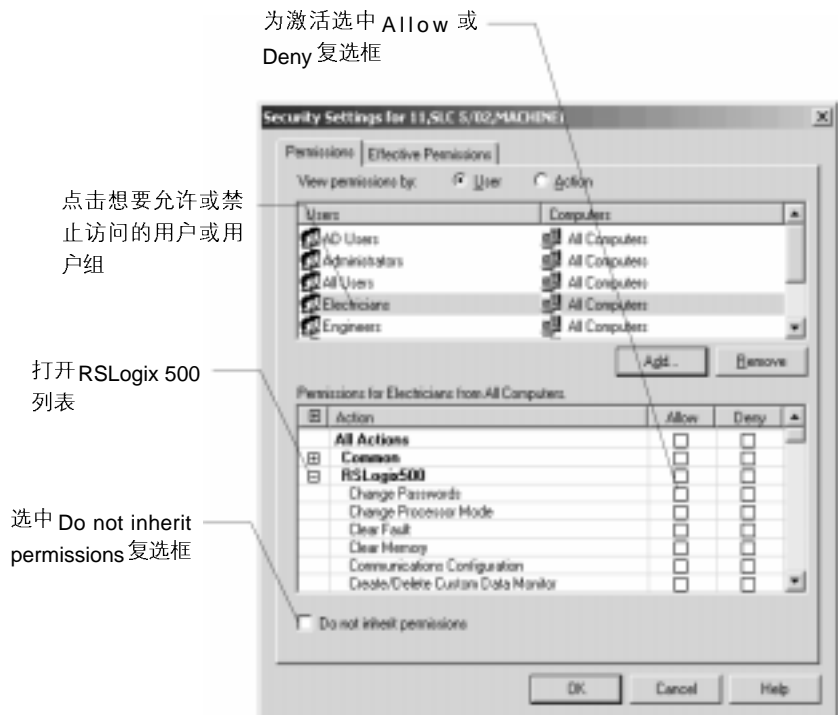 为激活选中 Allow 或
Deny 复选框
Security Settings for 11,SLC 5/02,MACHINE1
Permissions
Effective Permissions
View permissions by:
User
Action
点击想要允许或禁
止访问的用户或用
户组
Users
Computers
AD Users
All Computers
Administrators
All Computers
All Users
All Computers
Electricians
All Computers
Engineers
All Computers
Add...
Remove
打开 RSLogix 500
列表
Permissions for Electricians from All Computers
Action
Allow
Deny
All Actions
Common
RSLogix500
Change Passwords
Change Processor Mode
Clear Fault
Clear Memory
Communications Configuration
Create/Delete Custom Data Monitor
选中 Do not inherit
permissions 复选框
Do not inherit permissions
OK
Cancel
Help